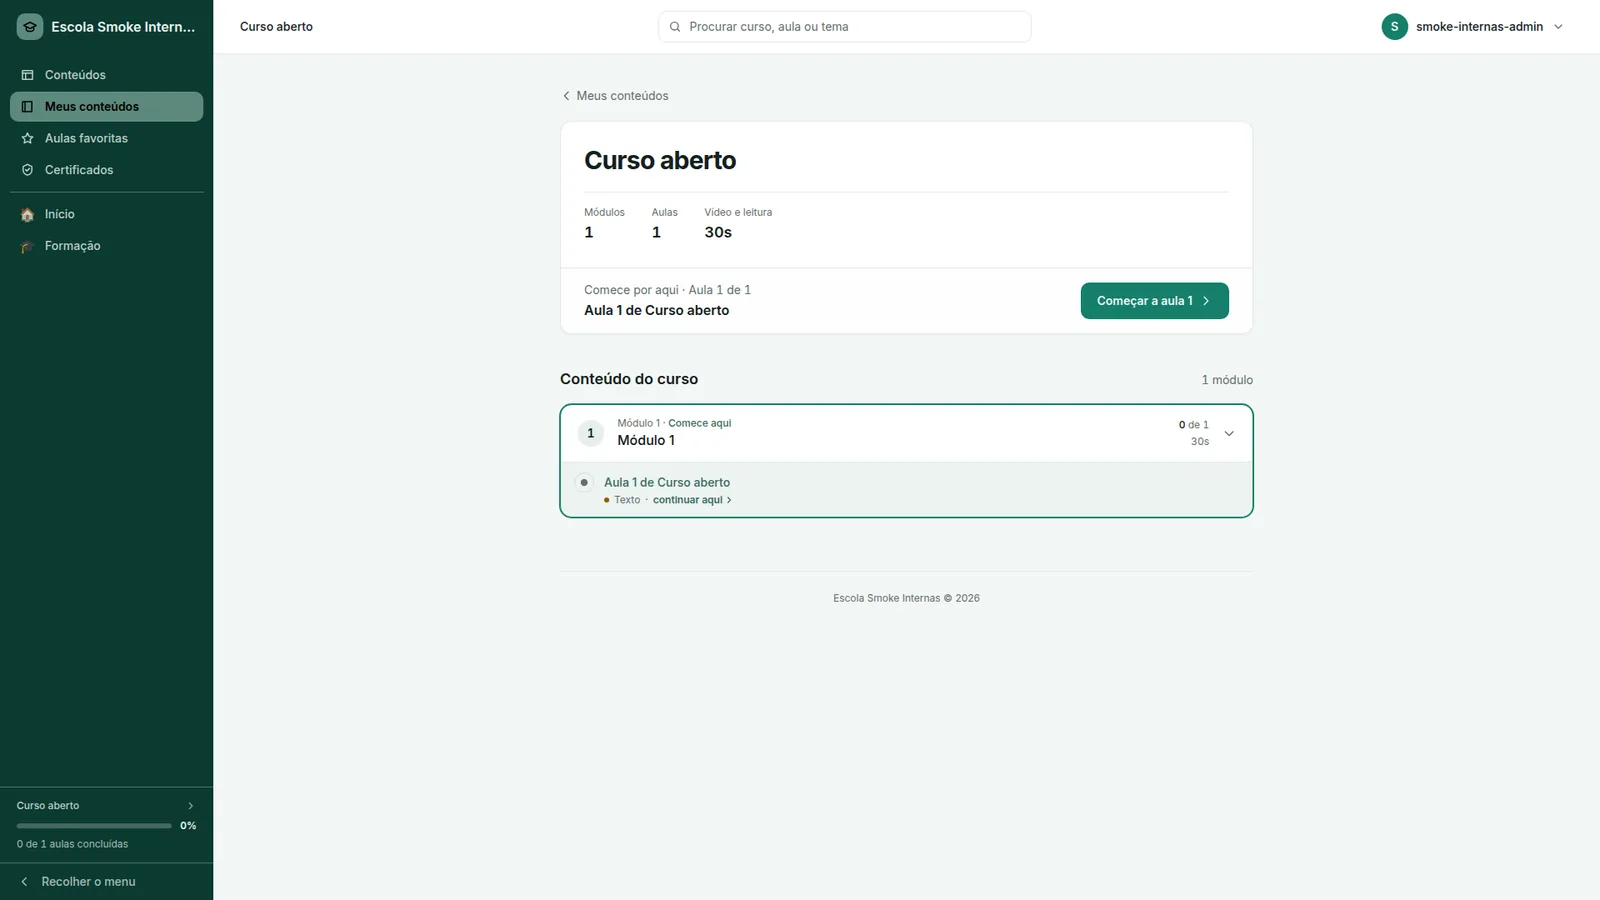 Escola Smoke Intern...
Conteúdos
Meus conteúdos
Aulas favoritas
Certificados
Início
Formação
Curso aberto
0%
0 de 1 aulas concluídas
Recolher o menu
Curso aberto
Procurar curso, aula ou tema
S
smoke-internas-admin
Meus conteúdos
Curso aberto
Módulos
Aulas
Vídeo e leitura
1
1
30s
Comece por aqui · Aula 1 de 1
Aula 1 de Curso aberto
Começar a aula 1
Conteúdo do curso
1 módulo
1
Módulo 1 · Comece aqui
Módulo 1
0 de 1
30s
Aula 1 de Curso aberto
Texto · continuar aqui
Escola Smoke Internas © 2026